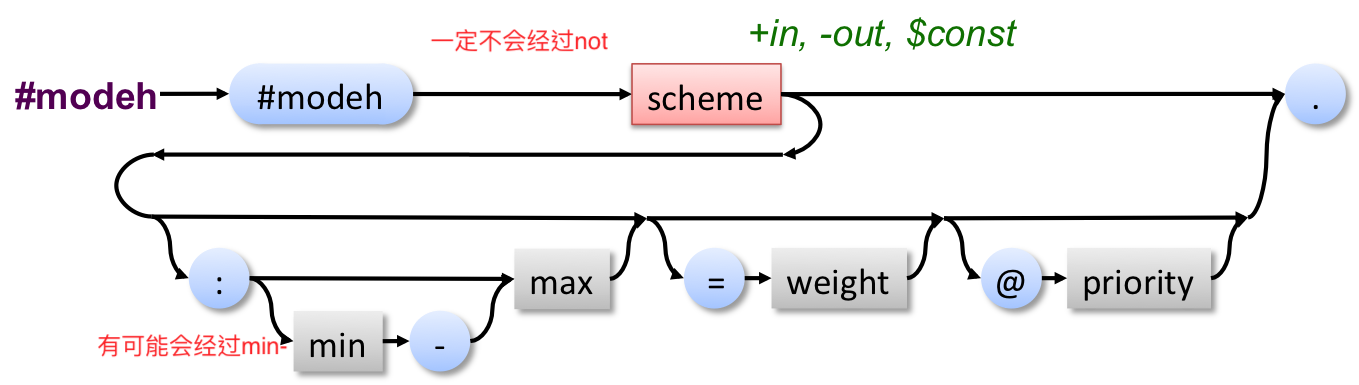 一定不会经过not
+in, -out, $const
#modeh
#modeh
scheme
.
:
max
=
weight
@
priority
有可能会经过min-
min
-